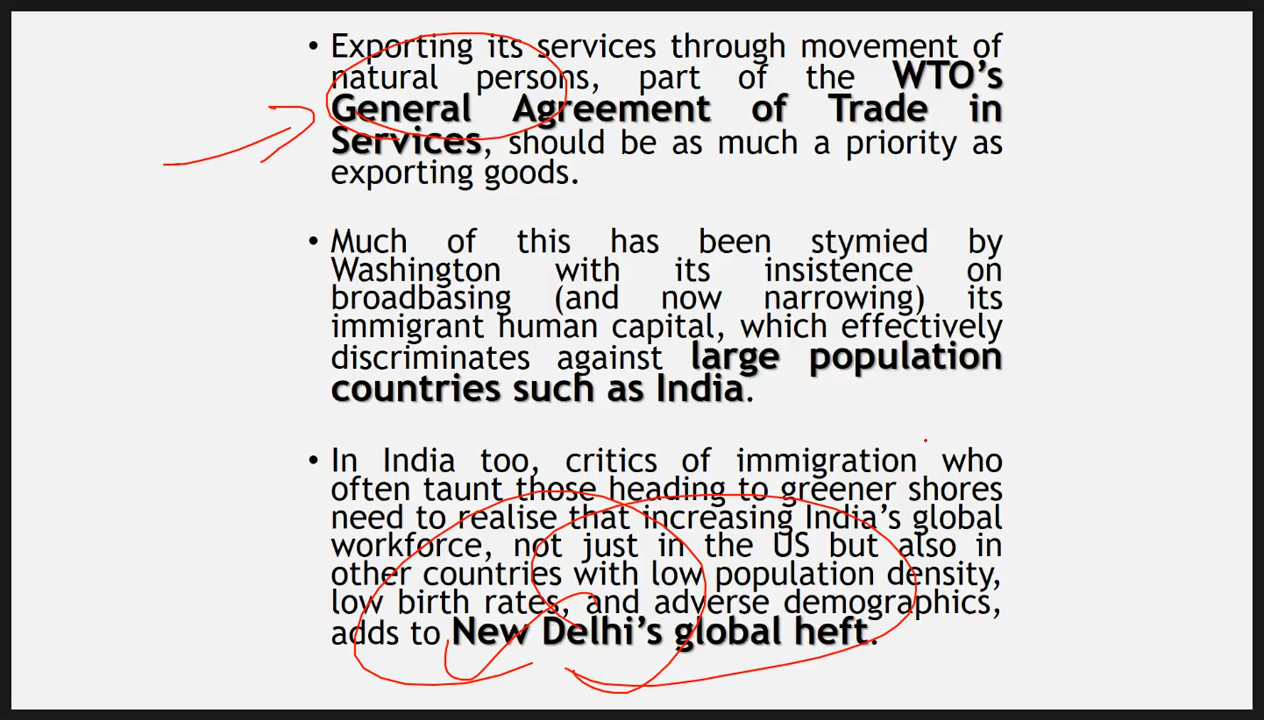 • Exporting its services through movement of
natural persons, part of the WTO's
General Agreement of Trade in
Services, should be as much a priority as
exporting goods.
• Much of this has been stymied by
Washington with its insistence on
broadbasing (and now narrowing) its
immigrant human capital, which effectively
discriminates against large population
countries such as India.
• In India too, critics of immigration who
often taunt those heading to greener shores
need to realise that increasing India's global
workforce, not just in the US but also in
other countries with low population density,
low birth rates, and adverse demographics,
adds to New Delhi's global heft.